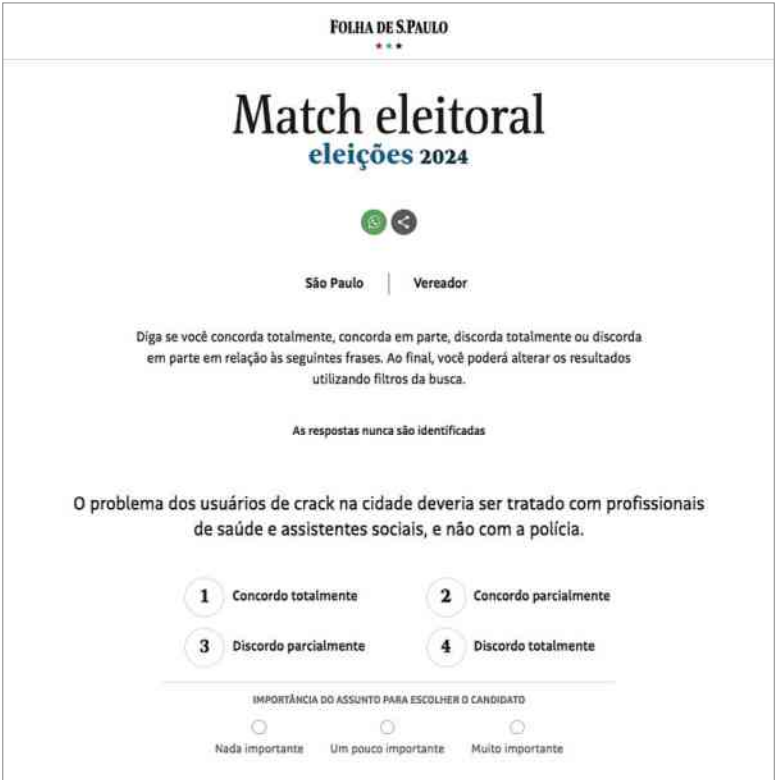 FOLHA DE S.PAULO
Match eleitoral
eleições 2024
São Paulo | Vereador
Diga se você concorda totalmente, concorda em parte, discorda totalmente ou discorda
em parte em relação às seguintes frases. Ao final, você poderá alterar os resultados
utilizando filtros da busca.
As respostas nunca são identificadas
O problema dos usuários de crack na cidade deveria ser tratado com profissionais
de saúde e assistentes sociais, e não com a polícia.
1 Concordo totalmente 2 Concordo parcialmente
3 Discordo parcialmente 4 Discordo totalmente
IMPORTÂNCIA DO ASSUNTO PARA ESCOLHER O CANDIDATO
Nada importante Um pouco importante Muito importante